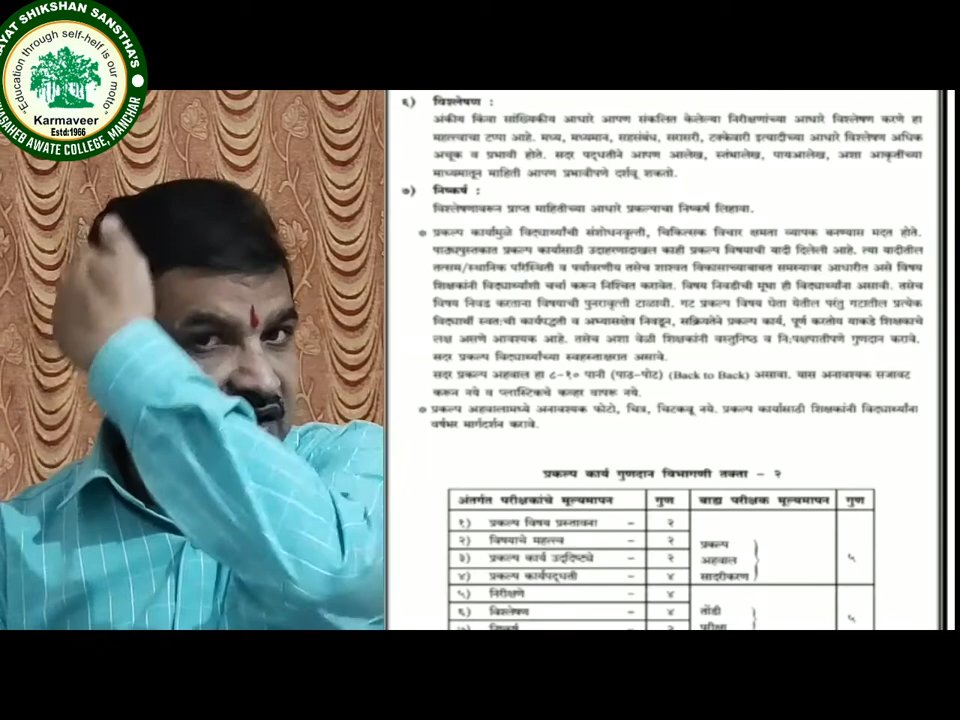 RAYAT SHIKSHAN SANSTHA'S
"Education through self-help is our motto"
Karmaveer
Estd:1966
ASAHEB AWATE COLLEGE, MANCHAR
६) विश्लेषण :
अंकीय किंवा सांख्यिकीय आधारे आपण संकलित केलेल्या निरीक्षणांच्या आधारे विश्लेषण करणे हा
महत्त्वाचा टप्पा आहे. मध्य, मध्यमान, सहसंबंध, सरासरी, टक्केवारी इत्यादीच्या आधारे विश्लेषण अधिक
अचूक व प्रभावी होते. सदर पद्धतीने आपण आलेख, स्तंभालेख, पायआलेख, अशा आकृतींच्या
माध्यमातून माहिती आपण प्रभावीपणे दर्शवू शकतो.
७) निष्कर्ष :
विश्लेषणावरून प्राप्त माहितीच्या आधारे प्रकल्पाचा निष्कर्ष लिहावा.
* प्रकल्प कार्यामुळे विद्यार्थ्यांची संशोधनवृत्ती, चिकित्सक विचार क्षमता व्यापक बनण्यास मदत होते.
पाठ्यपुस्तकात प्रकल्प कार्यासाठी उदाहरणादाखल काही प्रकल्प विषयाची यादी दिलेली आहे. त्या यादीतील
तत्सम/स्थानिक परिस्थिती व पर्यावरणीय तसेच शाश्वत विकासाच्याबाबत समस्यावर आधारीत असे विषय
शिक्षकांनी विद्यार्थ्यांशी चर्चा करून निश्चित करावेत. विषय निवडीची मूभा ही विद्यार्थ्यांना असावी. तसेच
विषय निवड करताना विषयाची पुनरावृत्ती टाळावी. गट प्रकल्प विषय घेता येतील परंतु गटातील प्रत्येक
विद्यार्थी स्वत:ची कार्यपद्धती व अभ्यासक्षेत्र निवडून, सक्रियतेने प्रकल्प कार्य, पूर्ण करतोय याकडे शिक्षकाचे
लक्ष असणे आवश्यक आहे. तसेच अशा वेळी शिक्षकांनी वस्तुनिष्ठ व नि:पक्षपातीपणे गुणदान करावे.
सदर प्रकल्प विद्यार्थ्यांच्या स्वहस्ताक्षरात असावे.
सदर प्रकल्प अहवाल हा ८-१० पानी (पाठ-पोट) (Back to Back) असावा. यास अनावश्यक सजावट
करून नये व प्लास्टिकचे कव्हर वापरू नये.
* प्रकल्प अहवालामध्ये अनावश्यक फोटो, चित्र, चिटकवू नये. प्रकल्प कार्यासाठी शिक्षकांनी विद्यार्थ्यांना
वर्षभर मार्गदर्शन करावे.
प्रकल्प कार्य गुणदान विभागणी तक्ता - २
अंतर्गत परीक्षकांचे मूल्यमापन गुण बाह्य परीक्षक मूल्यमापन गुण
१) प्रकल्प विषय प्रस्तावना - २
२) विषयाचे महत्त्व - २
३) प्रकल्प कार्य उद्दिष्ट्ये - २
४) प्रकल्प कार्यपद्धती - ४
प्रकल्प
अहवाल
सादरीकरण
५
५) निरीक्षणे - ४
६) विश्लेषण - ४
७) निष्कर्ष - २
तोंडी
परीक्षा
५